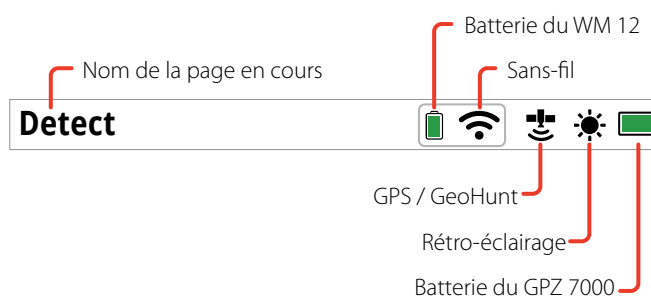 Batterie du WM 12
Nom de la page en cours
Sans-fil
Detect
GPS / GeoHunt
Rétro-éclairage
Batterie du GPZ 7000